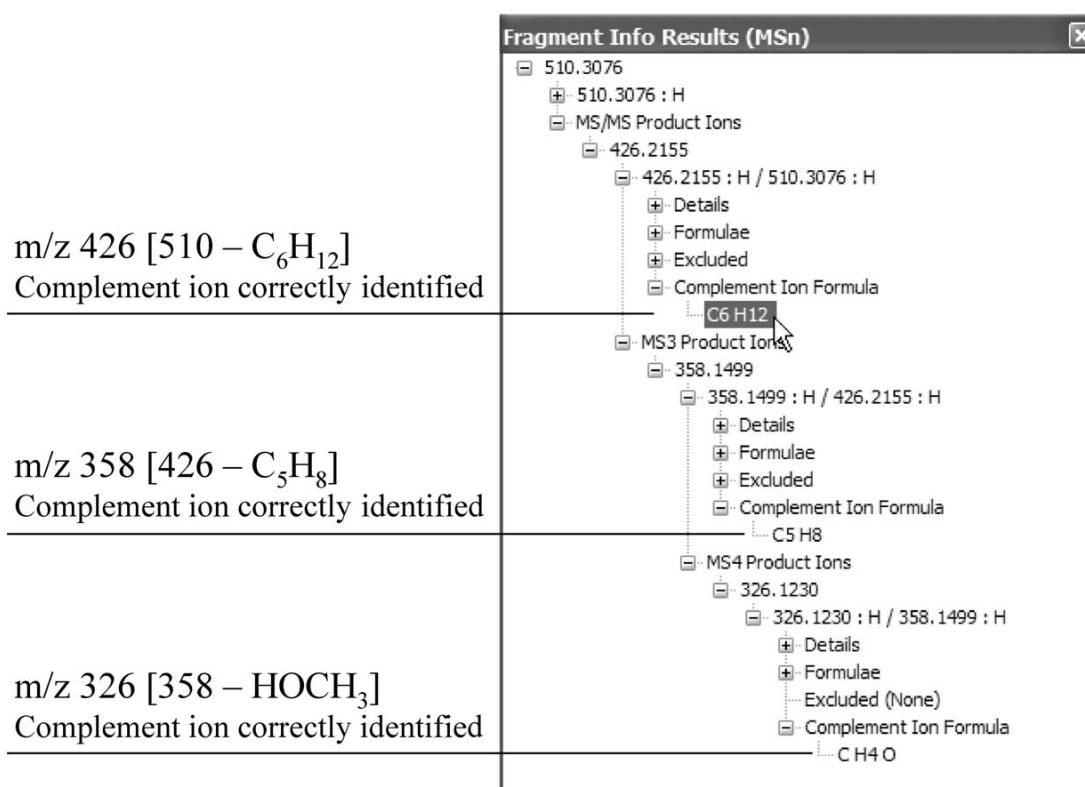 Fragment Info Results (MSn)
510.3076
510.3076 : H
MS/MS Product Ions
426.2155
426.2155 : H / 510.3076 : H
Details
Formulae
Excluded
Complement Ion Formula
m/z 426 [510 – C₆H₁₂]
Complement ion correctly identified
C6 H12
MS3 Product Ions
358.1499
358.1499 : H / 426.2155 : H
Details
Formulae
Excluded
Complement Ion Formula
m/z 358 [426 – C₅H₈]
Complement ion correctly identified
C5 H8
MS4 Product Ions
326.1230
326.1230 : H / 358.1499 : H
Details
Formulae
Excluded (None)
Complement Ion Formula
m/z 326 [358 – HOCH₃]
Complement ion correctly identified
C H4 O